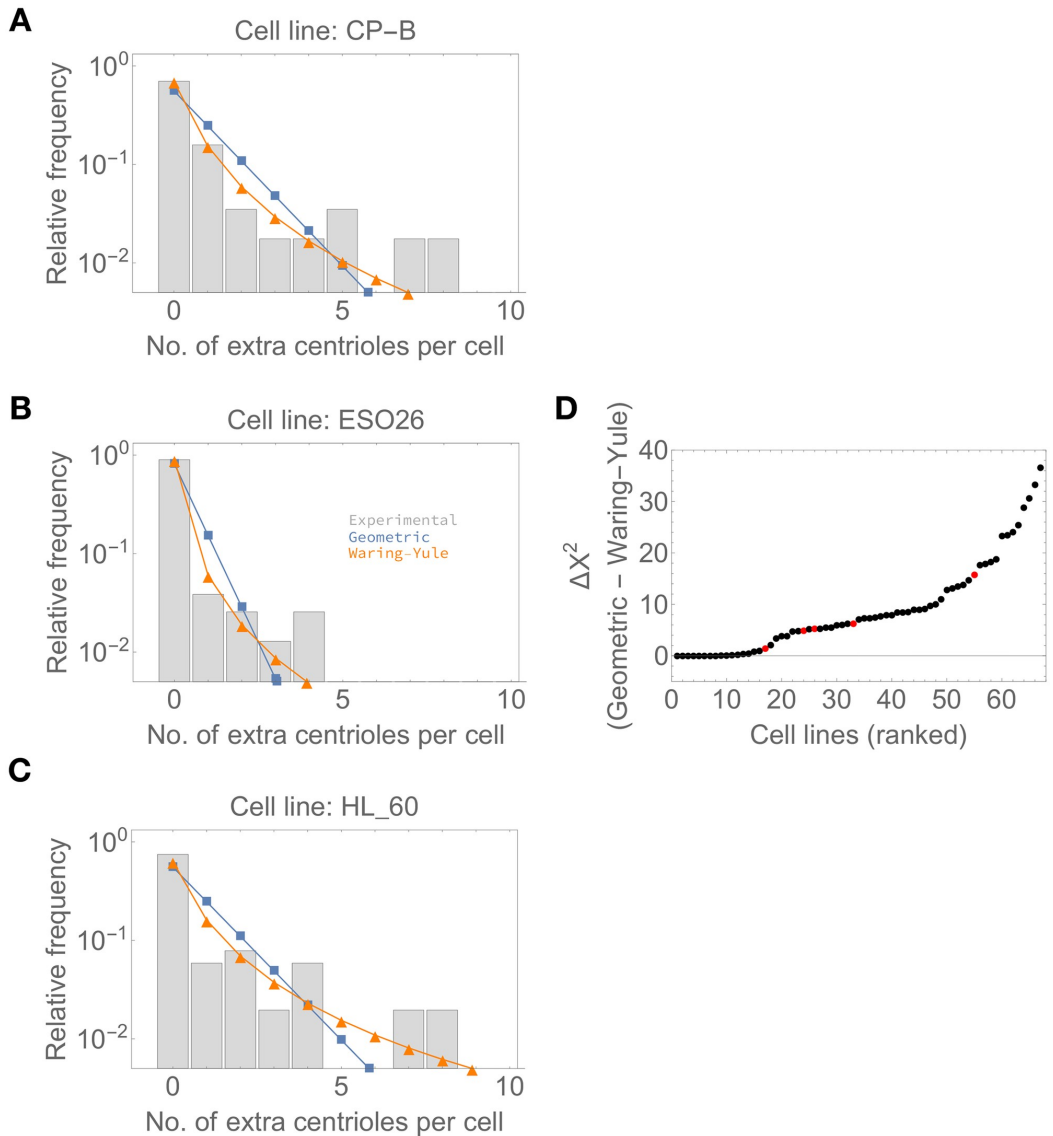 A
Cell line: CP–B
Relative frequency
10^0
10^−1
10^−2
0 5 10
No. of extra centrioles per cell
B
Cell line: ESO26
Relative frequency
10^0
10^−1
10^−2
Experimental
Geometric
Waring-Yule
0 5 10
No. of extra centrioles per cell
D
ΔX^2
(Geometric – Waring–Yule)
40
30
20
10
0
0 10 20 30 40 50 60
Cell lines (ranked)
C
Cell line: HL_60
Relative frequency
10^0
10^−1
10^−2
0 5 10
No. of extra centrioles per cell